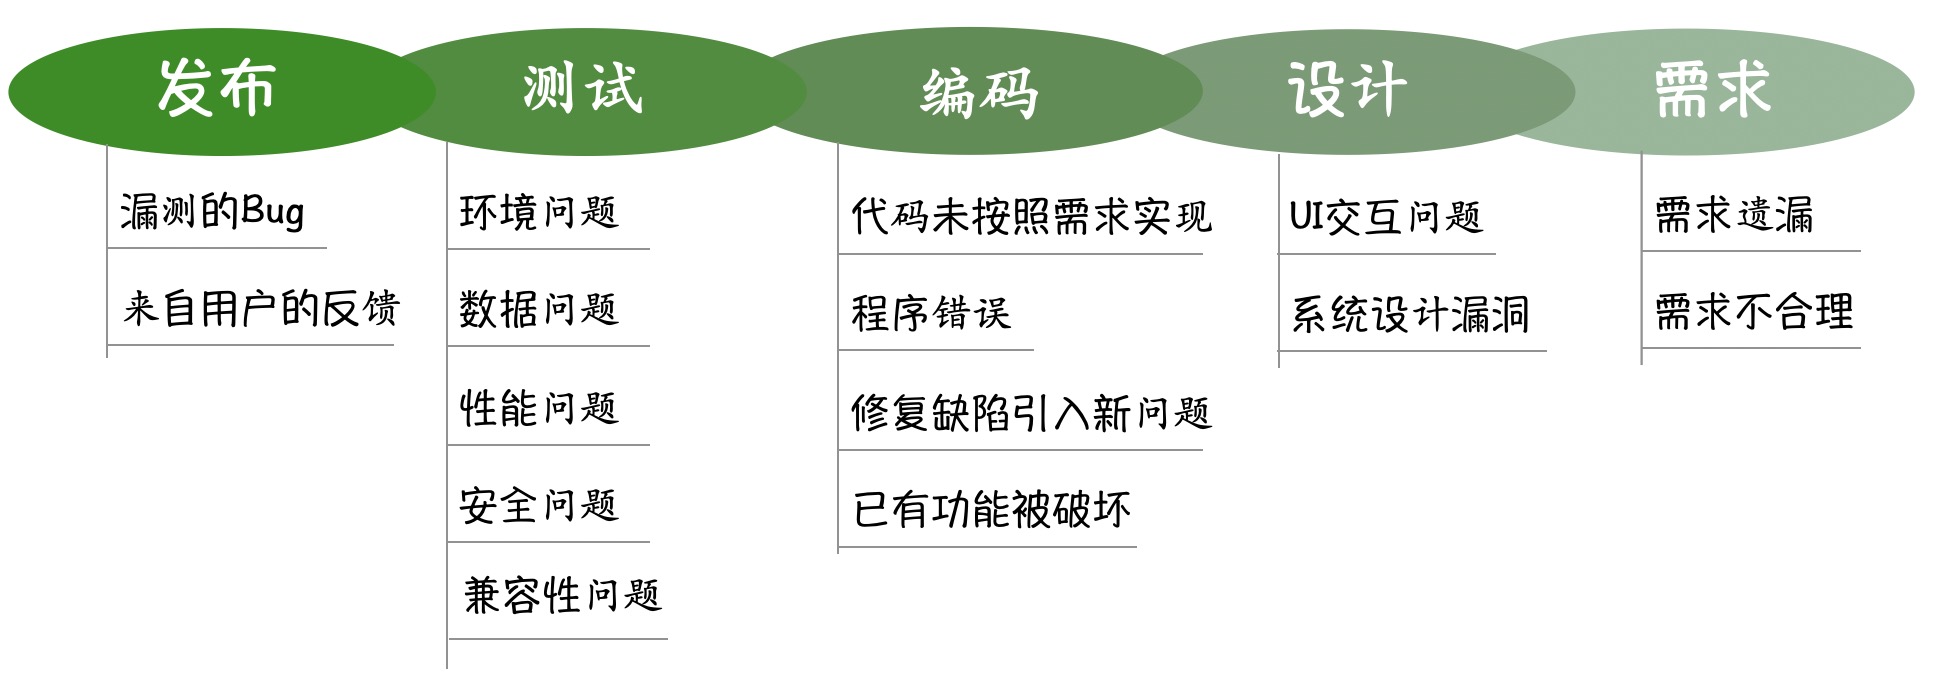 发布
漏测的Bug
来自用户的反馈
测试
环境问题
数据问题
性能问题
安全问题
兼容性问题
编码
代码未按照需求实现
程序错误
修复缺陷引入新问题
已有功能被破坏
设计
UI交互问题
系统设计漏洞
需求
需求遗漏
需求不合理